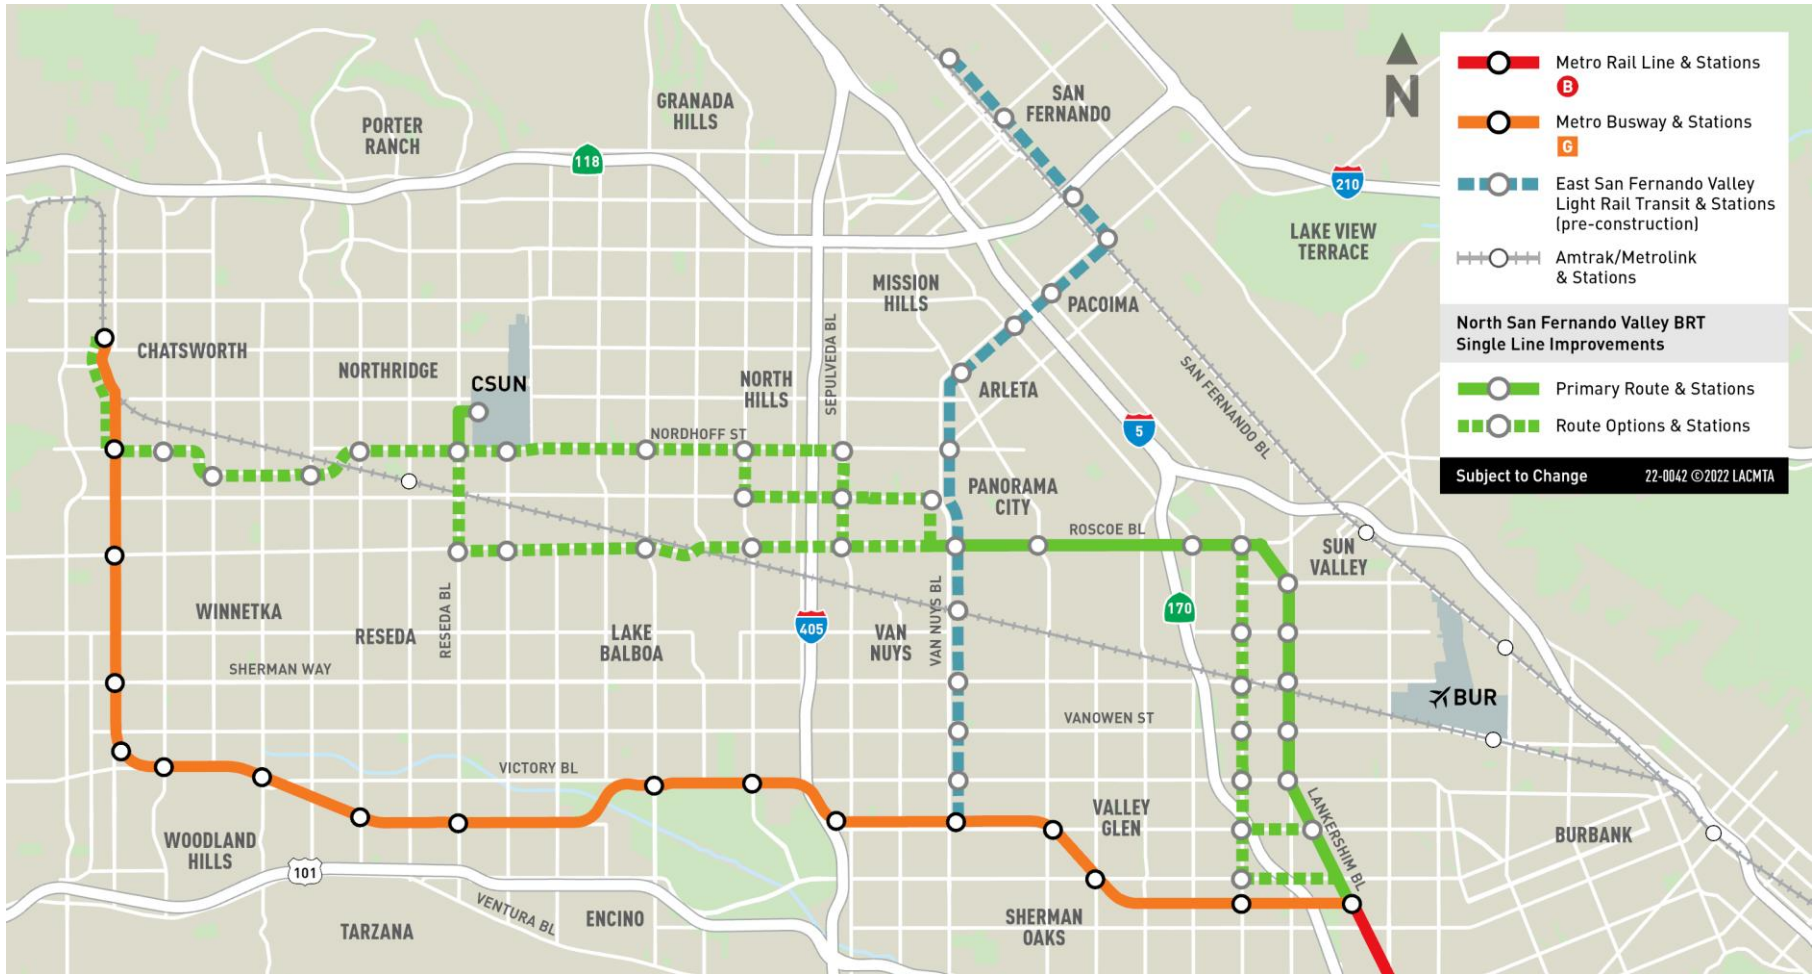 SAN
FERNANDO
GRANADA
HILLS
PORTER
RANCH
118
210
LAKE VIEW
TERRACE
MISSION
HILLS
PACOIMA
CHATSWORTH
NORTHRIDGE
CSUN
NORTH
HILLS
SEPULVEDA BL
ARLETA
SAN FERNANDO BL
5
NORDHOFF ST
PANORAMA
CITY
ROSCOE BL
SUN
VALLEY
WINNETKA
RESEDA
RESEDA BL
LAKE
BALBOA
405
VAN
NUYS
VAN NUYS BL
170
SHERMAN WAY
BUR
VANOWEN ST
VICTORY BL
VALLEY
GLEN
LANKERSHIM BL
BURBANK
WOODLAND
HILLS
101
VENTURA BL
ENCINO
TARZANA
SHERMAN
OAKS
N
Metro Rail Line & Stations
B
Metro Busway & Stations
G
East San Fernando Valley
Light Rail Transit & Stations
(pre-construction)
Amtrak/Metrolink
& Stations
North San Fernando Valley BRT
Single Line Improvements
Primary Route & Stations
Route Options & Stations
Subject to Change 22-0042 ©2022 LACMTA